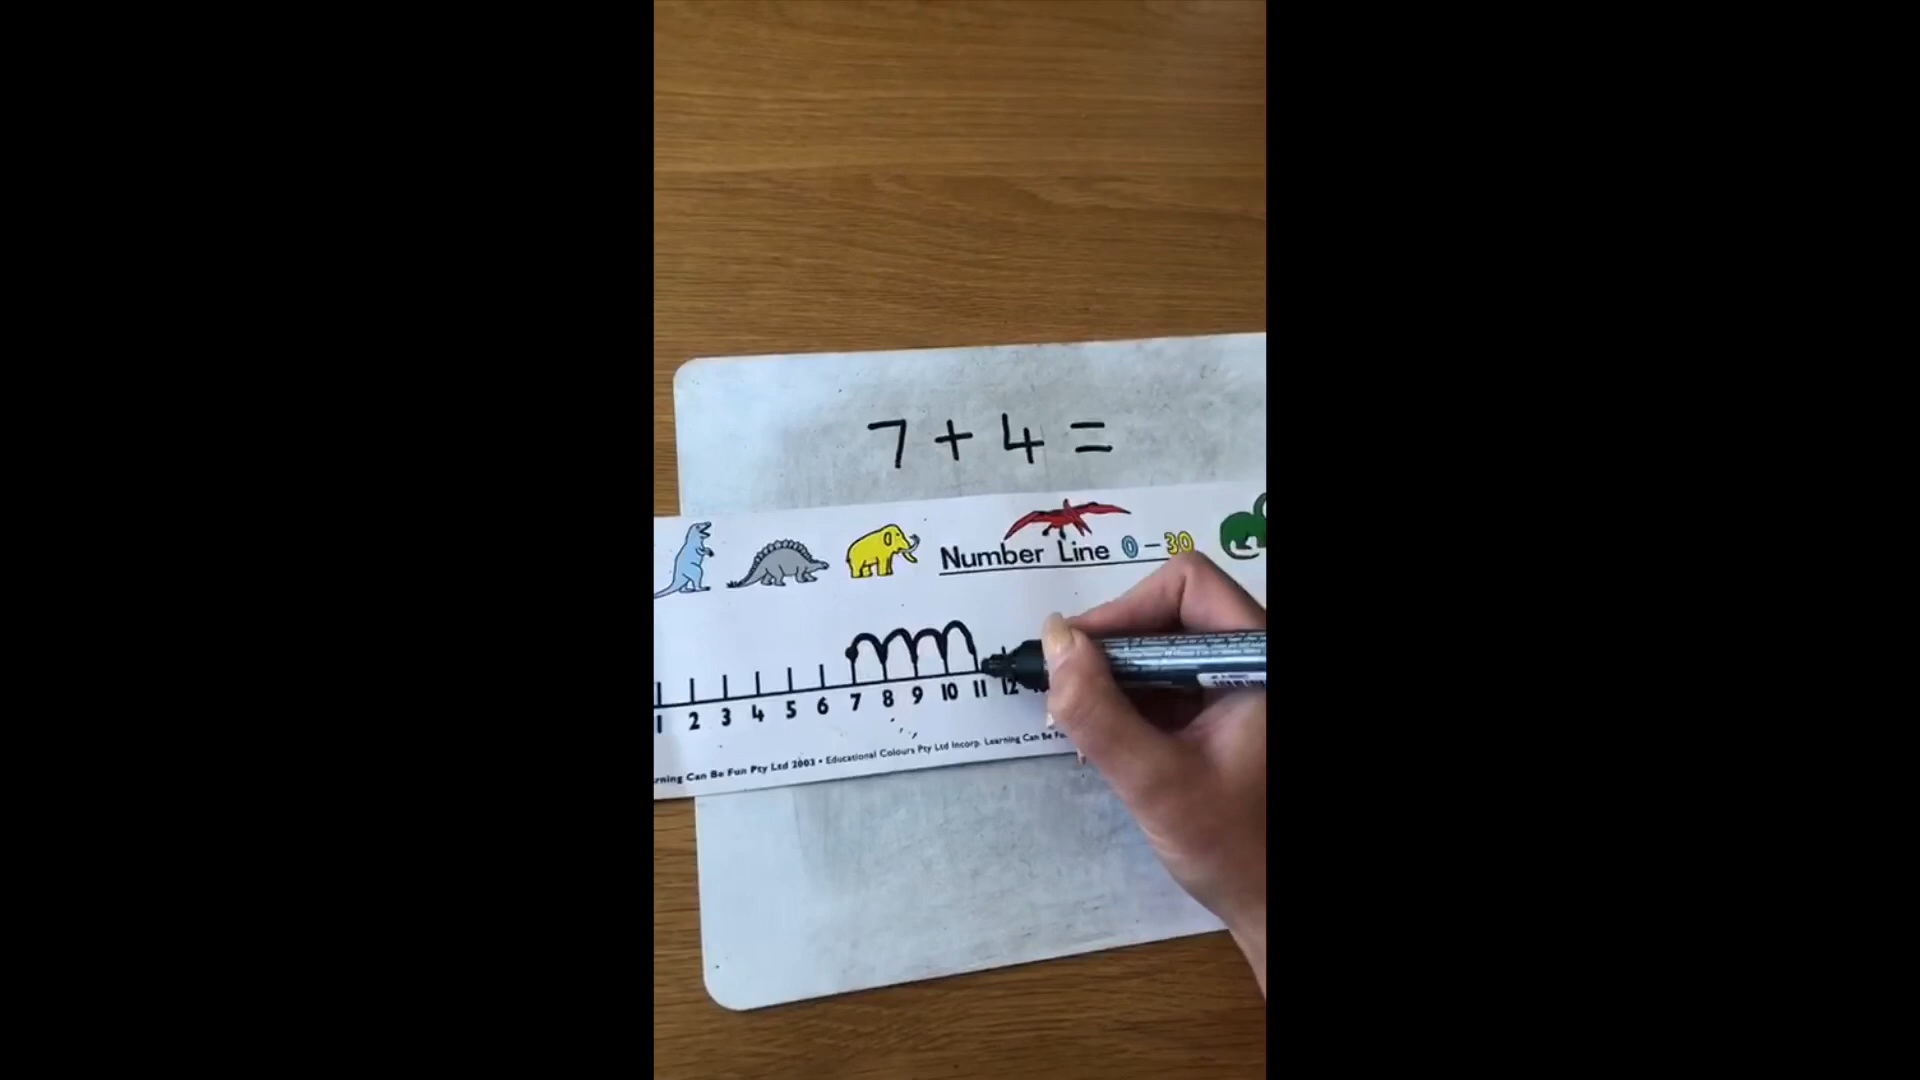 7 + 4 =
Number Line 0 – 30
1 2 3 4 5 6 7 8 9 10 11 12
Can Be Fun Pty Ltd 2003 • Educational Colours Pty Ltd Incorp. Learning Can Be